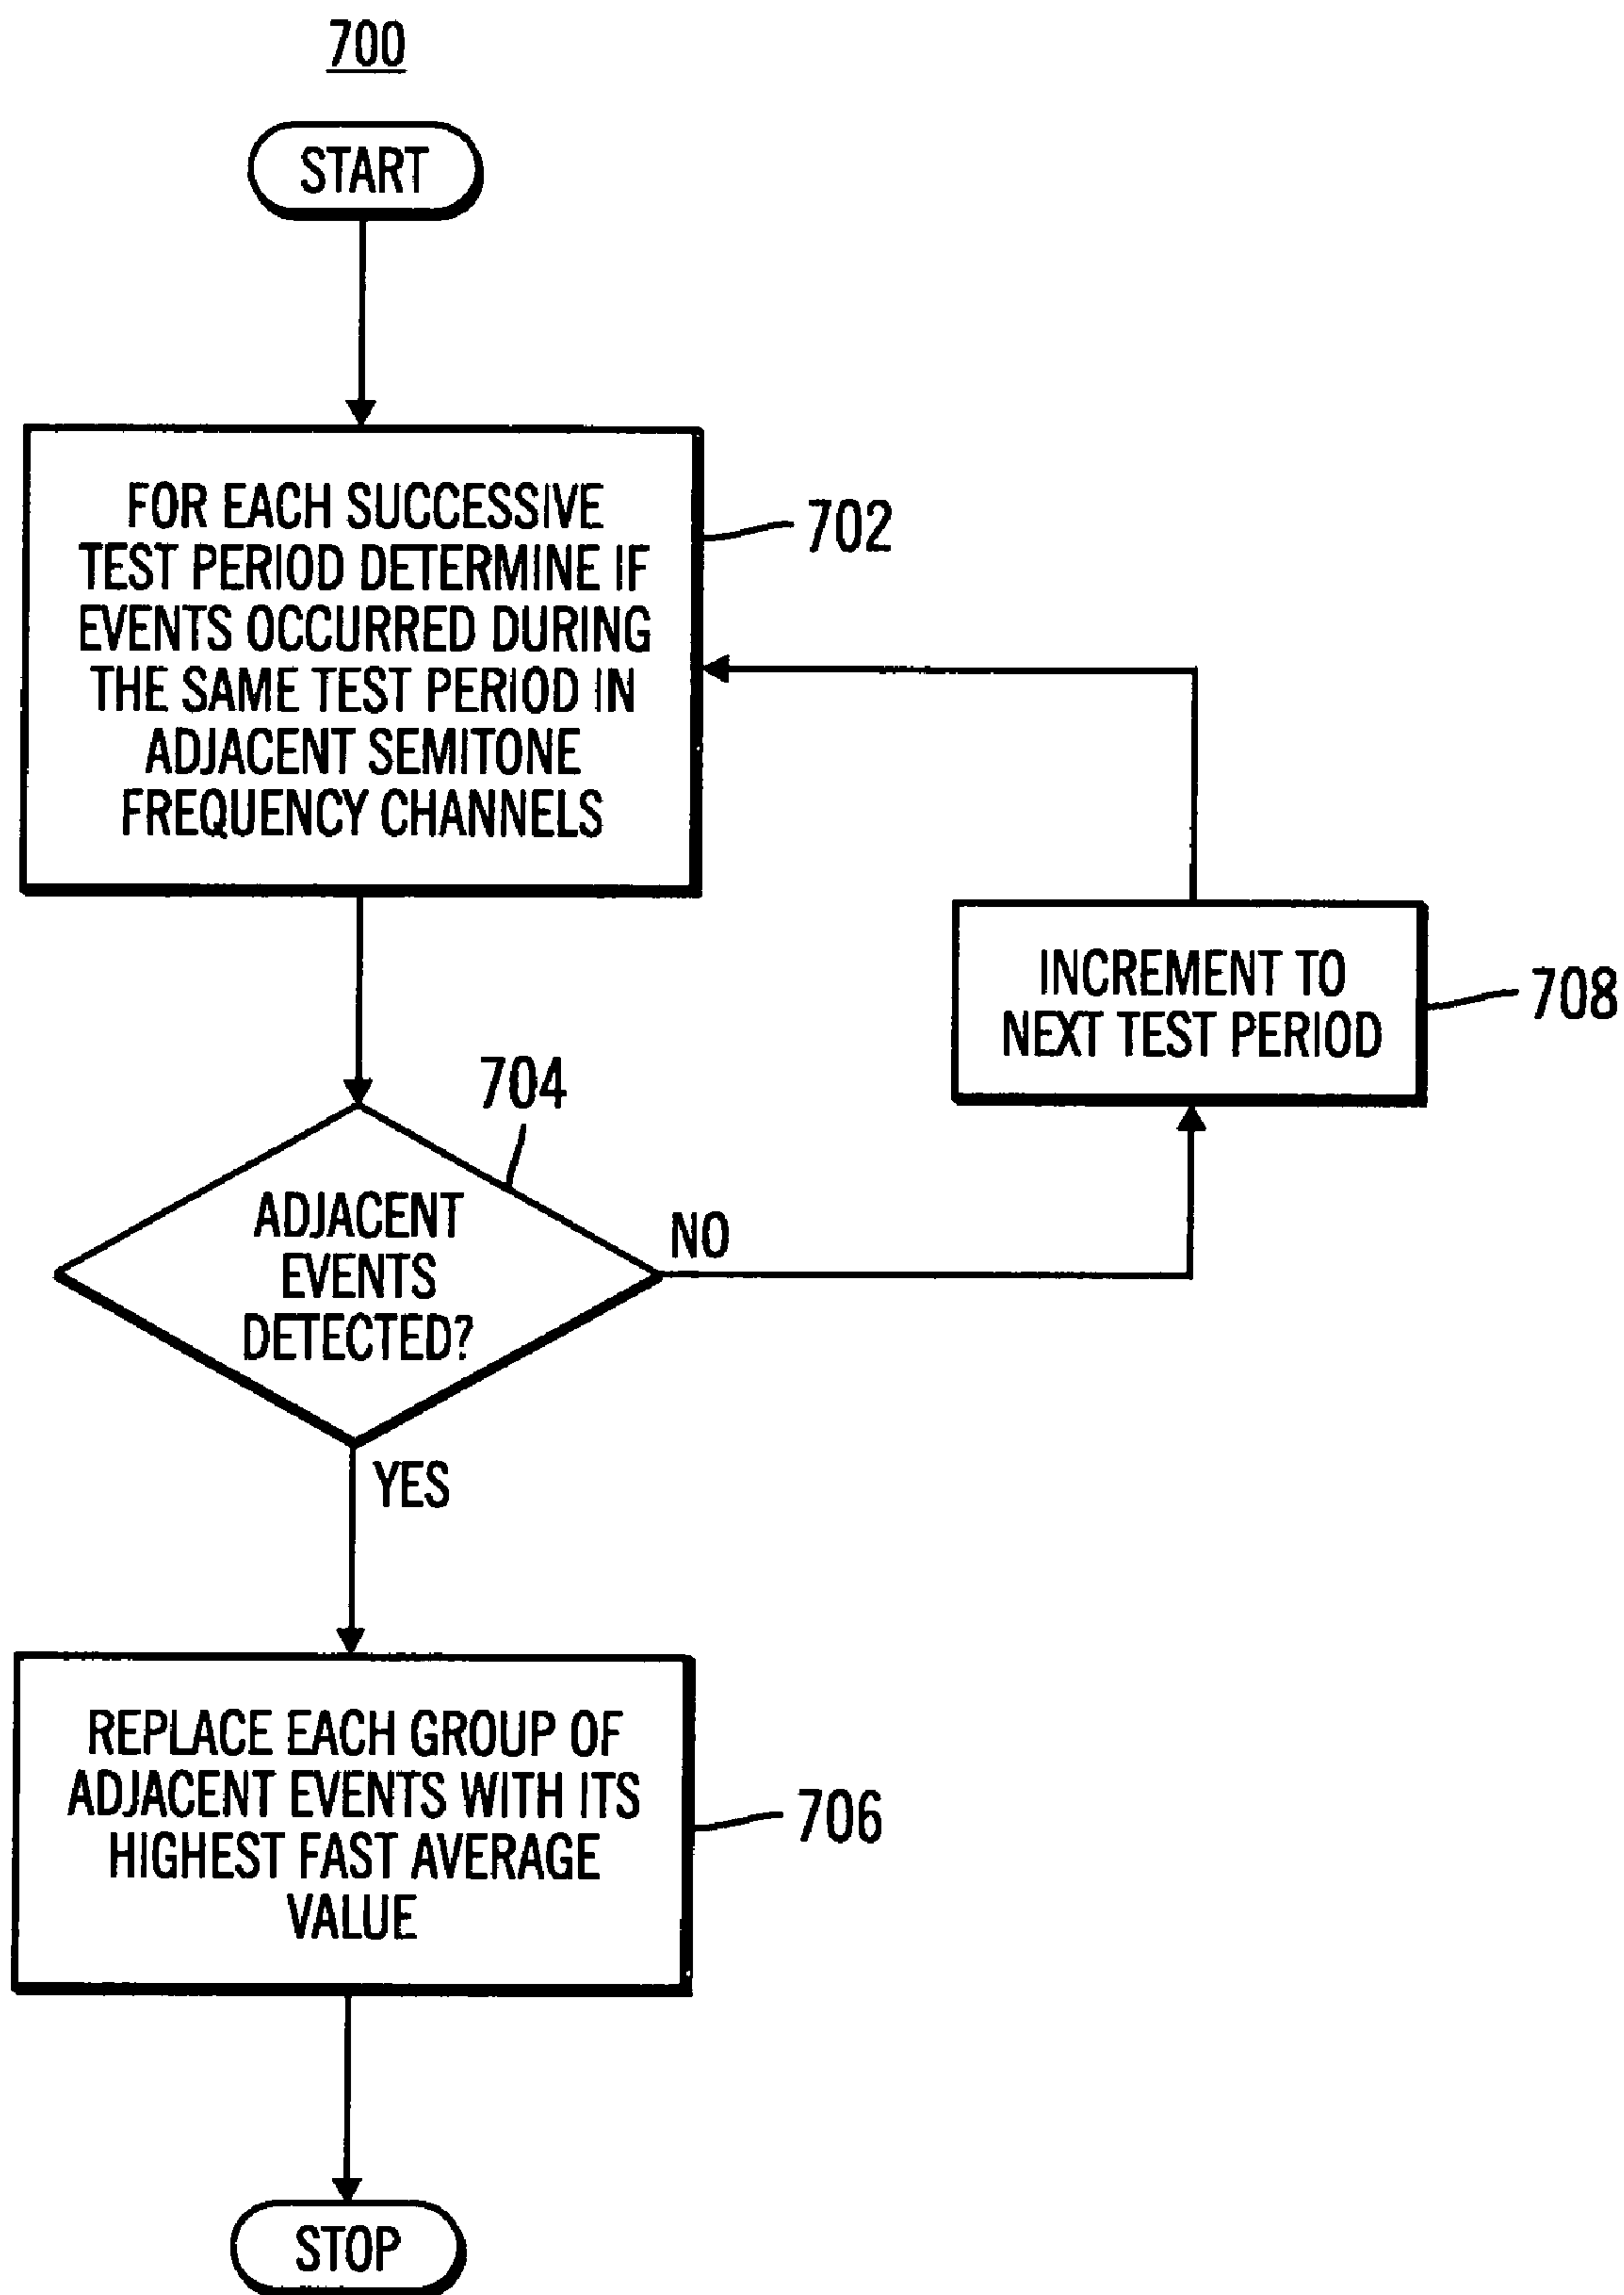 700
START
FOR EACH SUCCESSIVE
TEST PERIOD DETERMINE IF
EVENTS OCCURRED DURING
THE SAME TEST PERIOD IN
ADJACENT SEMITONE
FREQUENCY CHANNELS
702
INCREMENT TO
NEXT TEST PERIOD
708
704
ADJACENT
EVENTS
DETECTED?
NO
YES
REPLACE EACH GROUP OF
ADJACENT EVENTS WITH ITS
HIGHEST FAST AVERAGE
VALUE
706
STOP